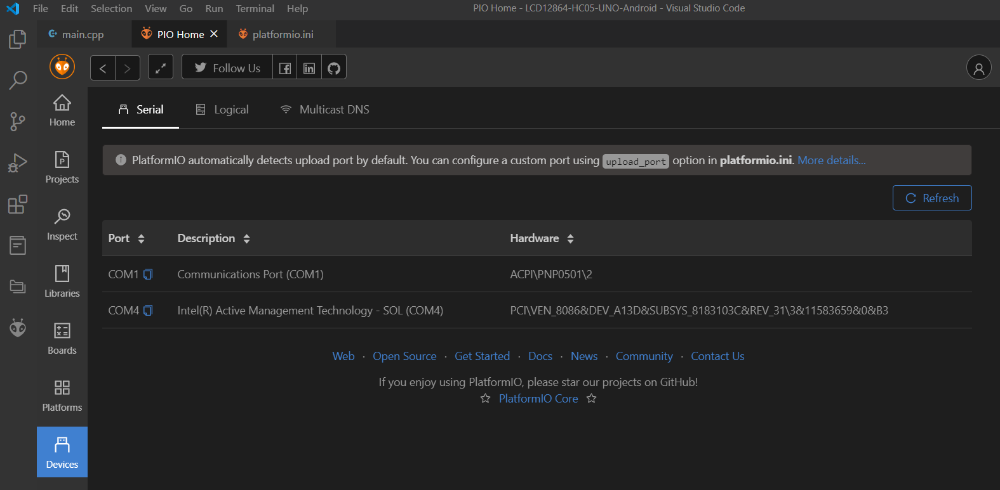 File Edit Selection View Go Run Terminal Help PIO Home - LCD12864-HC05-UNO-Android - Visual Studio Code
main.cpp PIO Home platformio.ini
Follow Us
Home
Projects
Inspect
Libraries
Boards
Platforms
Devices
Serial Logical Multicast DNS
PlatformIO automatically detects upload port by default. You can configure a custom port using upload_port option in platformio.ini. More details...
Refresh
Port Description Hardware
COM1 Communications Port (COM1) ACPI\PNP0501\2
COM4 Intel(R) Active Management Technology - SOL (COM4) PCI\VEN_8086&DEV_A13D&SUBSYS_8183103C&REV_31\3&11583659&0&B3
Web · Open Source · Get Started · Docs · News · Community · Contact Us
If you enjoy using PlatformIO, please star our projects on GitHub!
PlatformIO Core